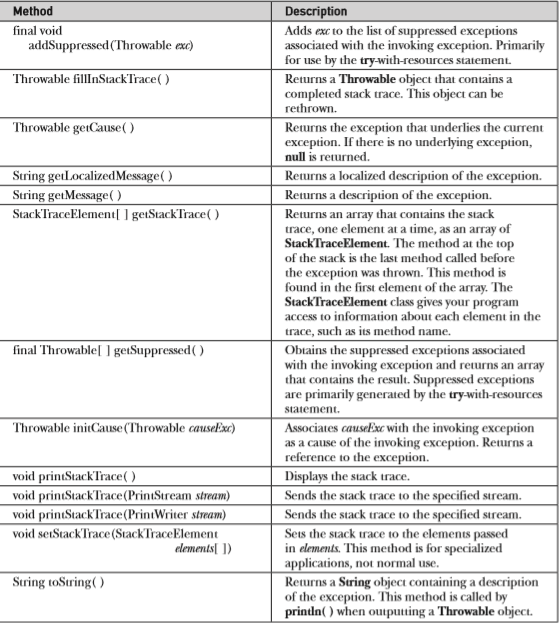 Method Description
final void Adds exc to the list of suppressed exceptions
addSuppressed(Throwable exc) associated with the invoking exception. Primarily
for use by the try-with-resources statement.
Throwable fillInStackTrace( ) Returns a Throwable object that contains a
completed stack trace. This object can be
rethrown.
Throwable getCause( ) Returns the exception that underlies the current
exception. If there is no underlying exception,
null is returned.
String getLocalizedMessage( ) Returns a localized description of the exception.
String getMessage( ) Returns a description of the exception.
StackTraceElement[ ] getStackTrace( ) Returns an array that contains the stack
trace, one element at a time, as an array of
StackTraceElement. The method at the top
of the stack is the last method called before
the exception was thrown. This method is
found in the first element of the array. The
StackTraceElement class gives your program
access to information about each element in the
trace, such as its method name.
final Throwable[ ] getSuppressed( ) Obtains the suppressed exceptions associated
with the invoking exception and returns an array
that contains the result. Suppressed exceptions
are primarily generated by the try-with-resources
statement.
Throwable initCause(Throwable causeExc) Associates causeExc with the invoking exception
as a cause of the invoking exception. Returns a
reference to the exception.
void printStackTrace( ) Displays the stack trace.
void printStackTrace(PrintStream stream) Sends the stack trace to the specified stream.
void printStackTrace(PrintWriter stream) Sends the stack trace to the specified stream.
void setStackTrace(StackTraceElement Sets the stack trace to the elements passed
elements[ ]) in elements. This method is for specialized
applications, not normal use.
String toString( ) Returns a String object containing a description
of the exception. This method is called by
println( ) when outputting a Throwable object.